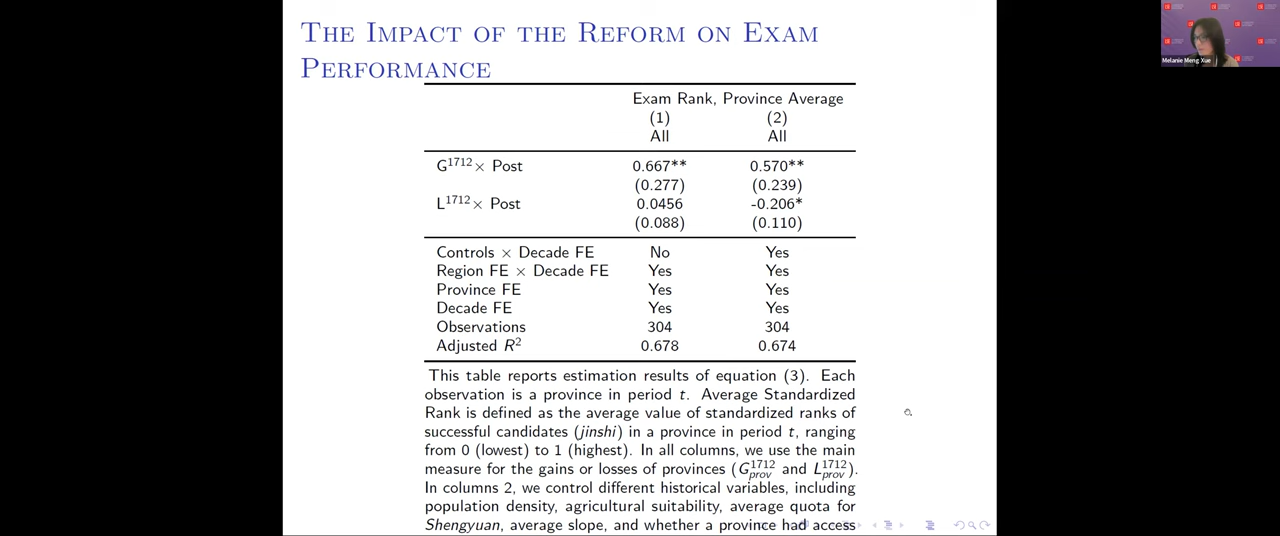 The Impact of the Reform on Exam
Performance
Exam Rank, Province Average
(1) (2)
All All
G1712 × Post 0.667** 0.570**
(0.277) (0.239)
L1712 × Post 0.0456 -0.206*
(0.088) (0.110)
Controls × Decade FE No Yes
Region FE × Decade FE Yes Yes
Province FE Yes Yes
Decade FE Yes Yes
Observations 304 304
Adjusted R2 0.678 0.674
This table reports estimation results of equation (3). Each
observation is a province in period t. Average Standardized
Rank is defined as the average value of standardized ranks of
successful candidates (jinshi) in a province in period t, ranging
from 0 (lowest) to 1 (highest). In all columns, we use the main
measure for the gains or losses of provinces (G1712prov and L1712prov).
In columns 2, we control different historical variables, including
population density, agricultural suitability, average quota for
Shengyuan, average slope, and whether a province had access
Melanie Meng Xue